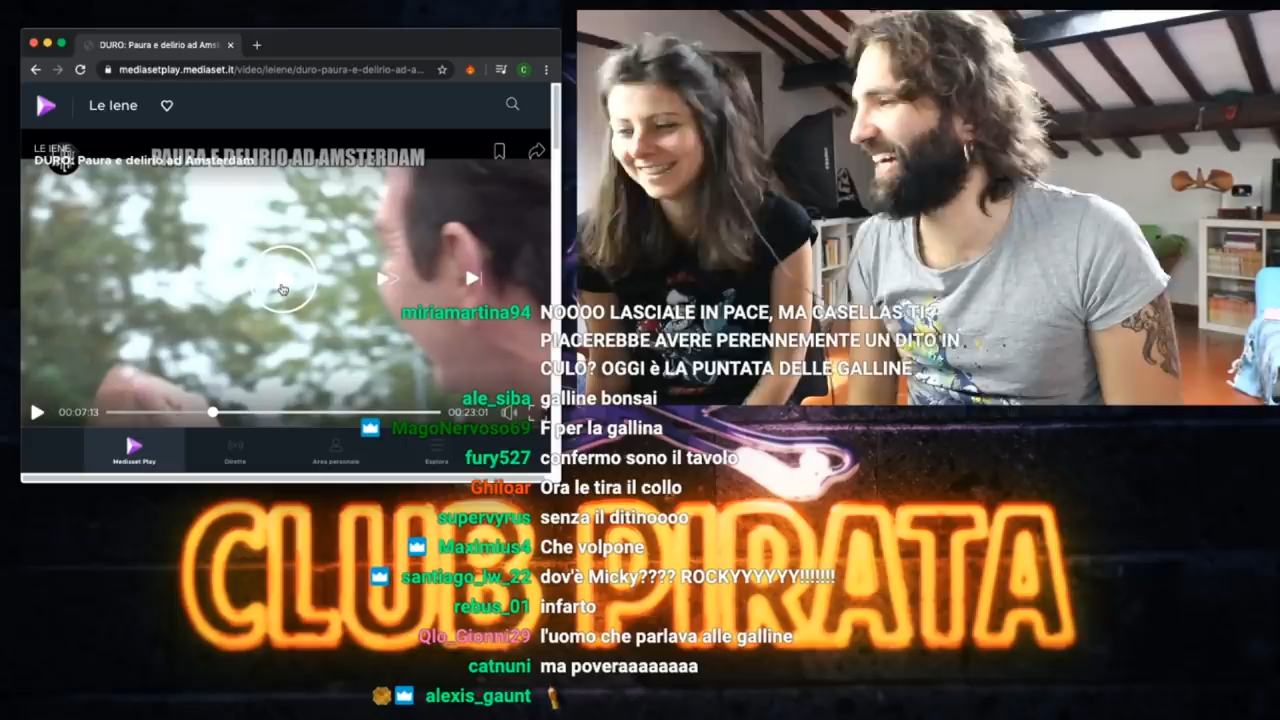 DURO: Paura e delirio ad Ams
mediasetplay.mediaset.it/video/leiene/duro-paura-e-delirio-ad-a...
C
Le Iene
LE IENE
PAURA E DELIRIO AD AMSTERDAM
DURO: Paura e delirio ad Amsterdam
00:07:13
00:23:01
Mediaset Play
Dirette
Area personale
Esplora
miriamartina94 NOOOO LASCIALE IN PACE, MA CASELLAS TI
PIACEREBBE AVERE PERENNEMENTE UN DITO IN
CULO? OGGI è LA PUNTATA DELLE GALLINE
ale_siba galline bonsai
MagoNervoso69 F per la gallina
fury527 confermo sono il tavolo
Ghiloar Ora le tira il collo
supervyrus senza il ditinoooo
Maximius4 Che volpone
santiago_lw_22 dov'è Micky???? ROCKYYYYYY!!!!!!!
rebus_01 infarto
Qlo_Gionni29 l'uomo che parlava alle galline
catnuni ma poveraaaaaaaa
alexis_gaunt
CLUB PIRATA